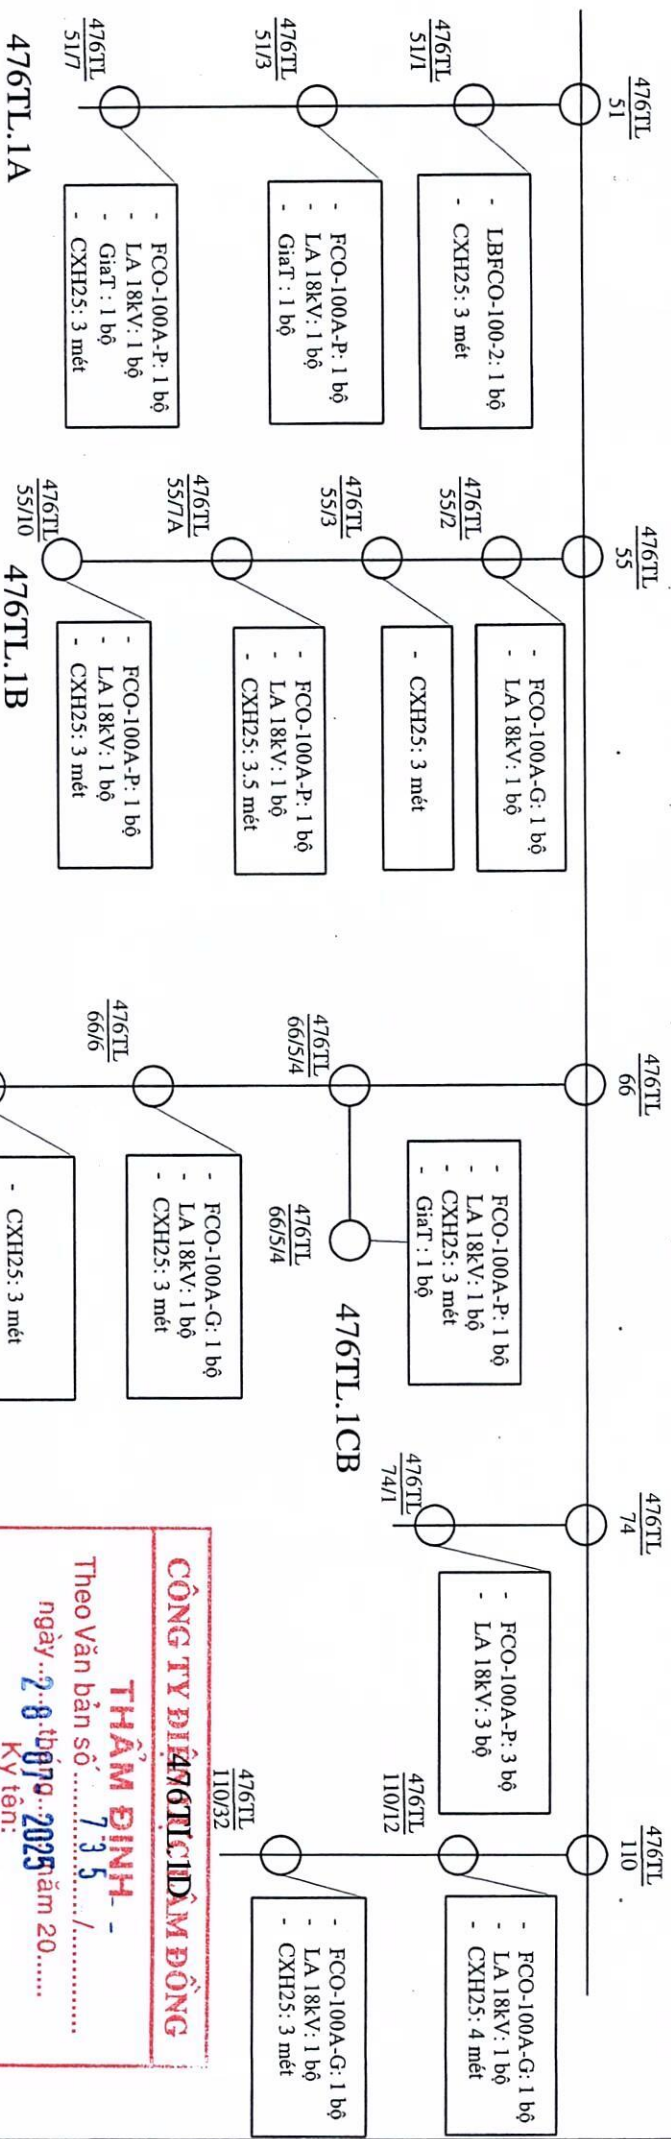 476TL
51
476TL
51/1
- LBFCO-100-2: 1 bộ
- CXH25: 3 mét
476TL
51/3
- FCO-100A-P: 1 bộ
- LA 18kV: 1 bộ
- GiaT : 1 bộ
476TL
51/7
- FCO-100A-P: 1 bộ
- LA 18kV: 1 bộ
- GiaT : 1 bộ
- CXH25: 3 mét
476TL.1A
476TL
55
476TL
55/2
- FCO-100A-G: 1 bộ
- LA 18kV: 1 bộ
476TL
55/3
- CXH25: 3 mét
476TL
55/7A
- FCO-100A-P: 1 bộ
- LA 18kV: 1 bộ
- CXH25: 3.5 mét
476TL
55/10
- FCO-100A-P: 1 bộ
- LA 18kV: 1 bộ
- CXH25: 3 mét
476TL.1B
476TL
66
- FCO-100A-P: 1 bộ
- LA 18kV: 1 bộ
- CXH25: 3 mét
- GiaT : 1 bộ
476TL
66/5/4
476TL
66/5/4
476TL.1CB
476TL
66/6
- FCO-100A-G: 1 bộ
- LA 18kV: 1 bộ
- CXH25: 3 mét
- CXH25: 3 mét
476TL
74
476TL
74/1
- FCO-100A-P: 3 bộ
- LA 18kV: 3 bộ
476TL
110
476TL
110/12
- FCO-100A-G: 1 bộ
- LA 18kV: 1 bộ
- CXH25: 4 mét
476TL
110/32
- FCO-100A-G: 1 bộ
- LA 18kV: 1 bộ
- CXH25: 3 mét
476TL.1D
CÔNG TY ĐIỆN LỰC LÂM ĐỒNG
THẨM ĐỊNH
Theo Văn bản số 735 /
ngày 28 tháng 07 2025 năm 20......
Ký tên: